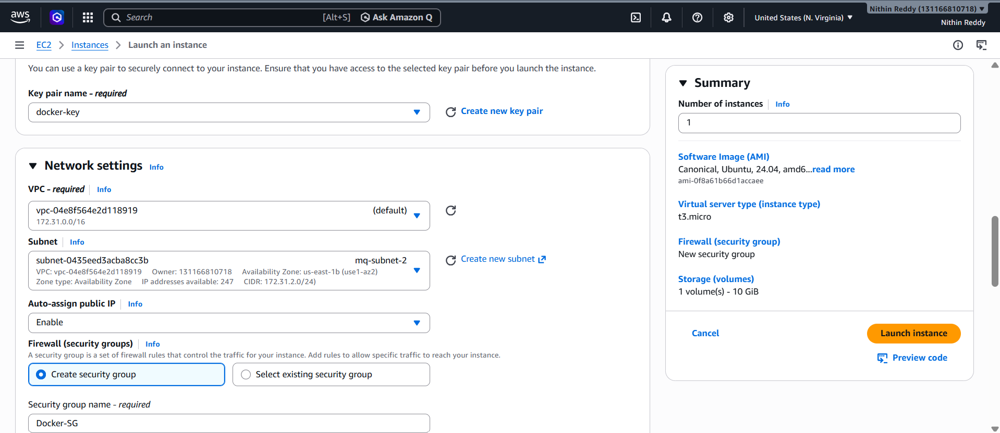 aws
Search [Alt+S] Ask Amazon Q
United States (N. Virginia) ▼
Nithin Reddy (131166810718) ▼
Nithin Reddy
EC2 > Instances > Launch an instance
You can use a key pair to securely connect to your instance. Ensure that you have access to the selected key pair before you launch the instance.
Key pair name - required
docker-key
Create new key pair
Network settings Info
VPC - required Info
vpc-04e8f564e2d118919 (default)
172.31.0.0/16
Subnet Info
subnet-0435eed3acba8cc3b mq-subnet-2
VPC: vpc-04e8f564e2d118919 Owner: 131166810718 Availability Zone: us-east-1b (use1-az2)
Zone type: Availability Zone IP addresses available: 247 CIDR: 172.31.2.0/24)
Create new subnet
Auto-assign public IP Info
Enable
Firewall (security groups) Info
A security group is a set of firewall rules that control the traffic for your instance. Add rules to allow specific traffic to reach your instance.
Create security group
Select existing security group
Security group name - required
Docker-SG
Summary
Number of instances Info
1
Software Image (AMI)
Canonical, Ubuntu, 24.04, amd6...read more
ami-0f8a61b66d1accaee
Virtual server type (instance type)
t3.micro
Firewall (security group)
New security group
Storage (volumes)
1 volume(s) - 10 GiB
Cancel
Launch instance
Preview code